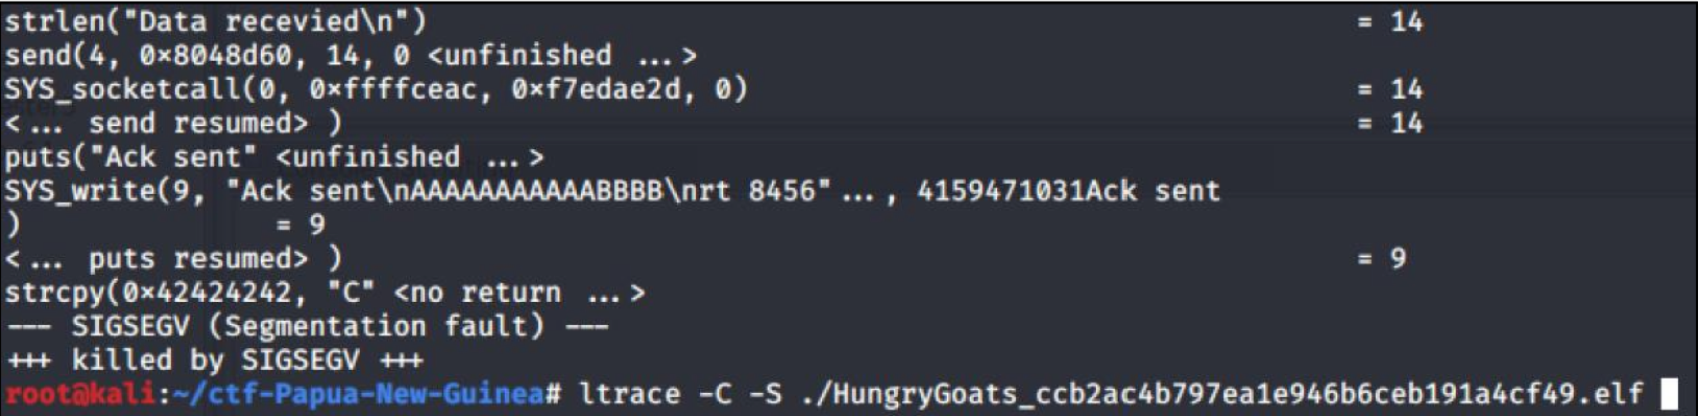 strlen("Data recevied\n") = 14
send(4, 0×8048d60, 14, 0 <unfinished ...>
SYS_socketcall(0, 0×ffffceac, 0×f7edae2d, 0) = 14
<... send resumed> ) = 14
puts("Ack sent" <unfinished ...>
SYS_write(9, "Ack sent\nAAAAAAAAAAAABBBB\nrt 8456"..., 4159471031Ack sent
) = 9
<... puts resumed> ) = 9
strcpy(0×42424242, "C" <no return ...>
--- SIGSEGV (Segmentation fault) ---
+++ killed by SIGSEGV +++
root@kali:~/ctf-Papua-New-Guinea# ltrace -C -S ./HungryGoats_ccb2ac4b797ea1e946b6ceb191a4cf49.elf